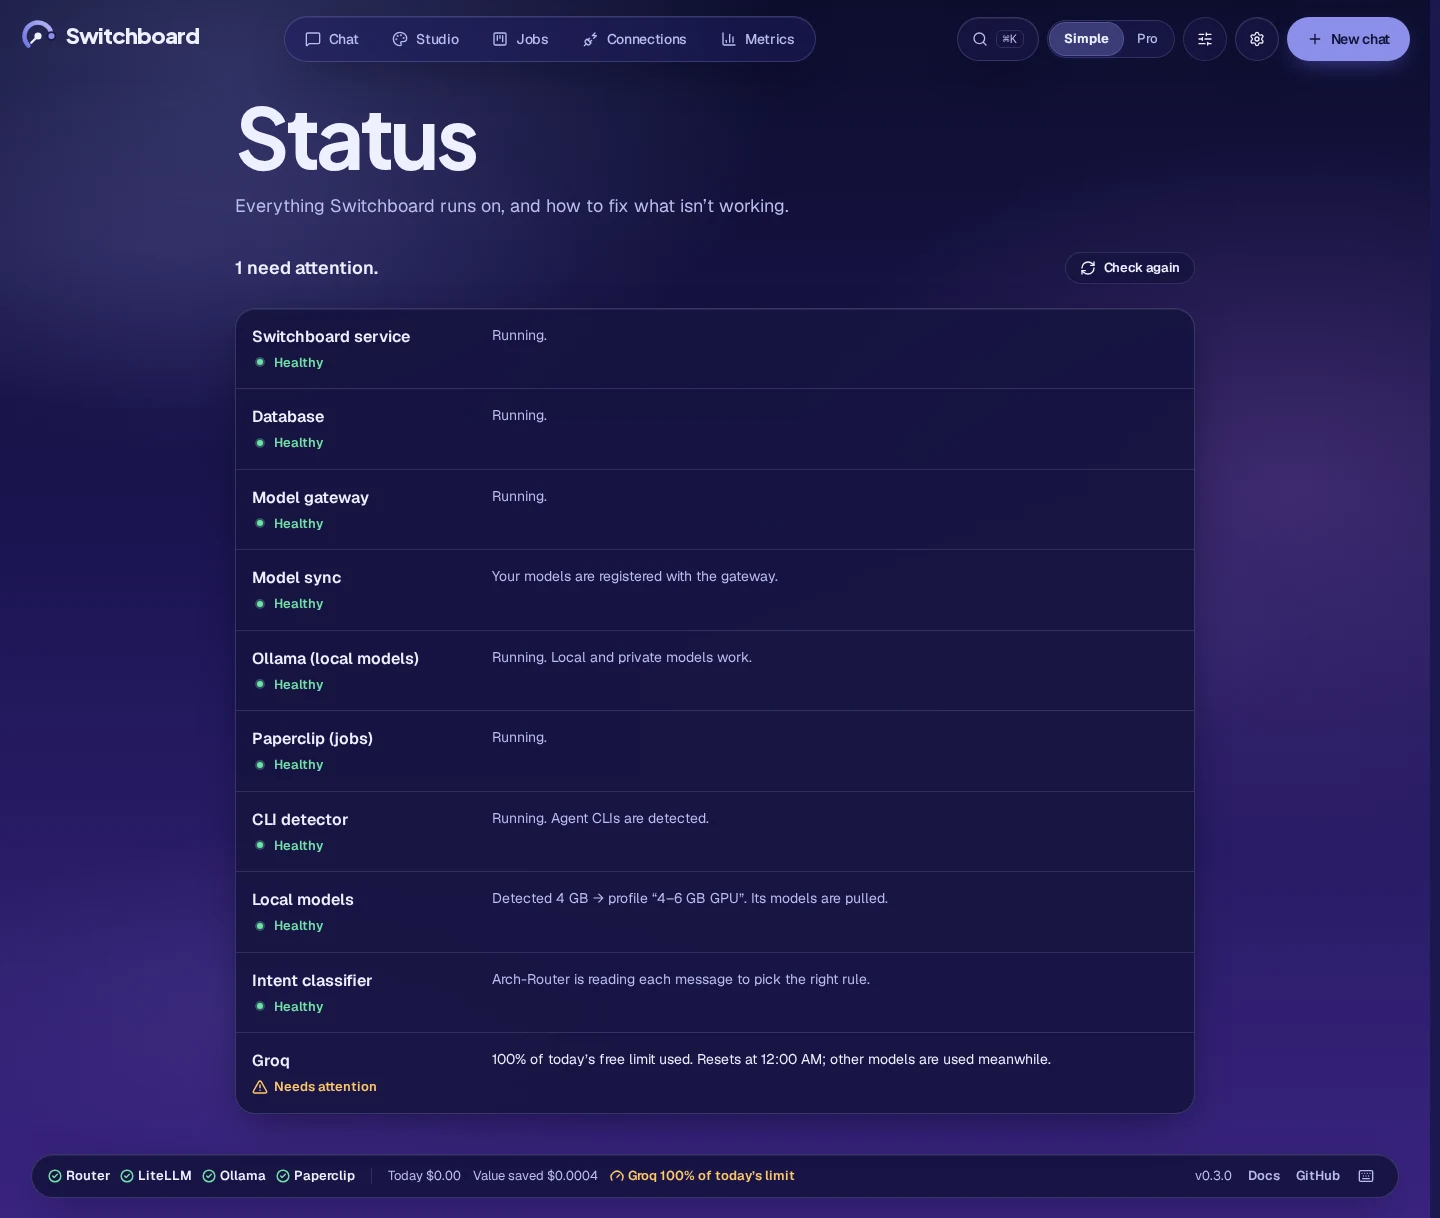 Switchboard
Chat
Studio
Jobs
Connections
Metrics
⌘K
Simple
Pro
New chat
Status
Everything Switchboard runs on, and how to fix what isn’t working.
1 need attention.
Check again
Switchboard service
Running.
Healthy
Database
Running.
Healthy
Model gateway
Running.
Healthy
Model sync
Your models are registered with the gateway.
Healthy
Ollama (local models)
Running. Local and private models work.
Healthy
Paperclip (jobs)
Running.
Healthy
CLI detector
Running. Agent CLIs are detected.
Healthy
Local models
Detected 4 GB → profile “4–6 GB GPU”. Its models are pulled.
Healthy
Intent classifier
Arch-Router is reading each message to pick the right rule.
Healthy
Groq
100% of today’s free limit used. Resets at 12:00 AM; other models are used meanwhile.
Needs attention
Router
LiteLLM
Ollama
Paperclip
Today $0.00
Value saved $0.0004
Groq 100% of today’s limit
v0.3.0
Docs
GitHub